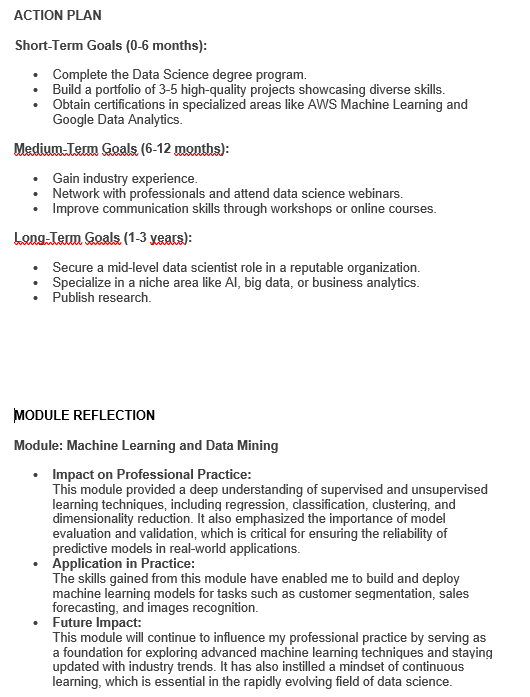 ACTION PLAN
Short-Term Goals (0-6 months):
• Complete the Data Science degree program.
• Build a portfolio of 3-5 high-quality projects showcasing diverse skills.
• Obtain certifications in specialized areas like AWS Machine Learning and
Google Data Analytics.
Medium-Term Goals (6-12 months):
• Gain industry experience.
• Network with professionals and attend data science webinars.
• Improve communication skills through workshops or online courses.
Long-Term Goals (1-3 years):
• Secure a mid-level data scientist role in a reputable organization.
• Specialize in a niche area like AI, big data, or business analytics.
• Publish research.
MODULE REFLECTION
Module: Machine Learning and Data Mining
• Impact on Professional Practice:
This module provided a deep understanding of supervised and unsupervised
learning techniques, including regression, classification, clustering, and
dimensionality reduction. It also emphasized the importance of model
evaluation and validation, which is critical for ensuring the reliability of
predictive models in real-world applications.
• Application in Practice:
The skills gained from this module have enabled me to build and deploy
machine learning models for tasks such as customer segmentation, sales
forecasting, and images recognition.
• Future Impact:
This module will continue to influence my professional practice by serving as
a foundation for exploring advanced machine learning techniques and staying
updated with industry trends. It has also instilled a mindset of continuous
learning, which is essential in the rapidly evolving field of data science.